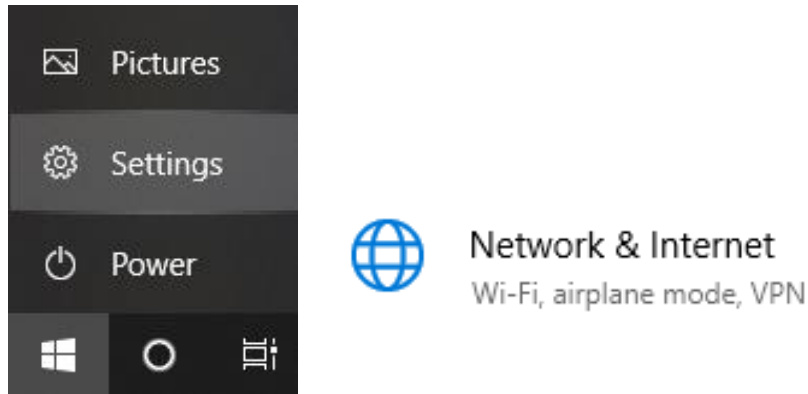 Pictures
Settings
Power
Network & Internet
Wi-Fi, airplane mode, VPN